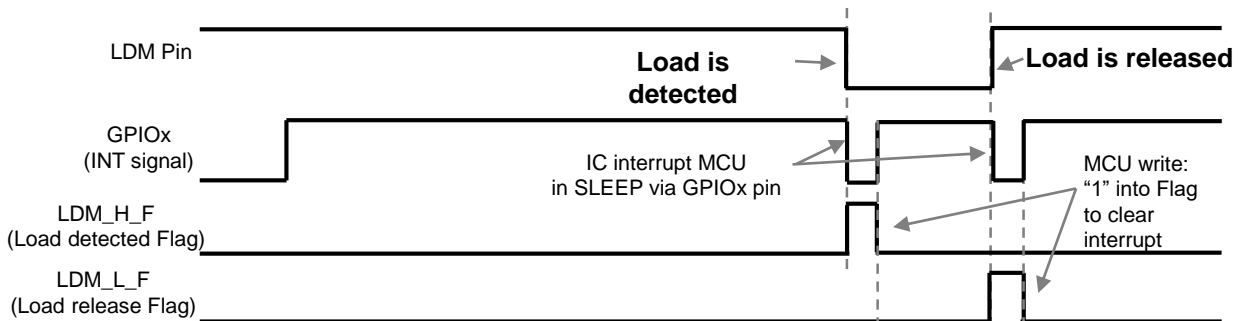 LDM Pin
Load is
detected
Load is released
GPIOx
(INT signal)
IC interrupt MCU
in SLEEP via GPIOx pin
MCU write:
“1” into Flag
to clear
interrupt
LDM_H_F
(Load detected Flag)
LDM_L_F
(Load release Flag)